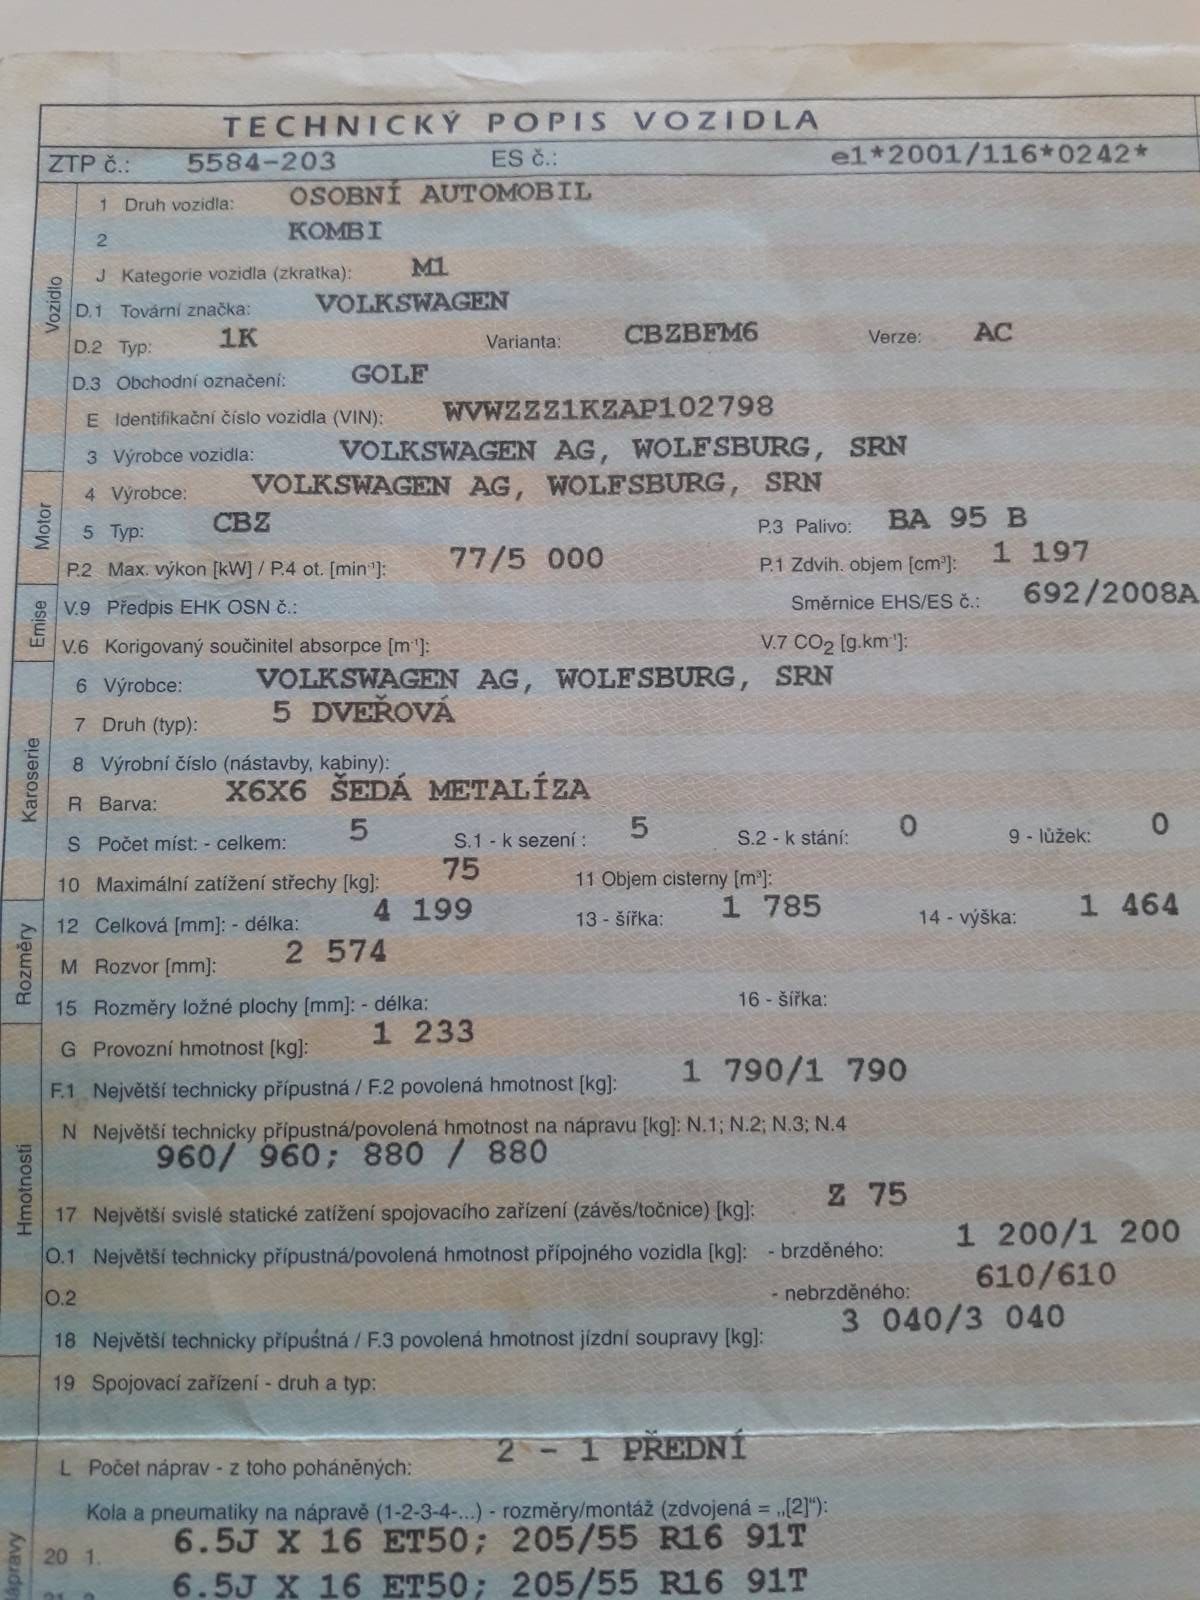 TECHNICKÝ POPIS VOZIDLA
ZTP č.: 5584-203 ES č.: e1*2001/116*0242*
Vozidlo
1 Druh vozidla: OSOBNÍ AUTOMOBIL
2 KOMBI
J Kategorie vozidla (zkratka): M1
D.1 Tovární značka: VOLKSWAGEN
D.2 Typ: 1K Varianta: CBZBFM6 Verze: AC
D.3 Obchodní označení: GOLF
E Identifikační číslo vozidla (VIN): WVWZZZ1KZAP102798
3 Výrobce vozidla: VOLKSWAGEN AG, WOLFSBURG, SRN
Motor
4 Výrobce: VOLKSWAGEN AG, WOLFSBURG, SRN
5 Typ: CBZ P.3 Palivo: BA 95 B
P.2 Max. výkon [kW] / P.4 ot. [min⁻¹]: 77/5 000 P.1 Zdvih. objem [cm³]: 1 197
Emise
V.9 Předpis EHK OSN č.: Směrnice EHS/ES č.: 692/2008A
V.6 Korigovaný součinitel absorpce [m⁻¹]: V.7 CO₂ [g.km⁻¹]:
Karoserie
6 Výrobce: VOLKSWAGEN AG, WOLFSBURG, SRN
7 Druh (typ): 5 DVEŘOVÁ
8 Výrobní číslo (nástavby, kabiny):
R Barva: X6X6 ŠEDÁ METALÍZA
S Počet míst: - celkem: 5 S.1 - k sezení : 5 S.2 - k stání: 0 9 - lůžek: 0
10 Maximální zatížení střechy [kg]: 75 11 Objem cisterny [m³]:
Rozměry
12 Celková [mm]: - délka: 4 199 13 - šířka: 1 785 14 - výška: 1 464
M Rozvor [mm]: 2 574
15 Rozměry ložné plochy [mm]: - délka: 16 - šířka:
Hmotnosti
G Provozní hmotnost [kg]: 1 233
F.1 Největší technicky přípustná / F.2 povolená hmotnost [kg]: 1 790/1 790
N Největší technicky přípustná/povolená hmotnost na nápravu [kg]: N.1; N.2; N.3; N.4
960/ 960; 880 / 880
17 Největší svislé statické zatížení spojovacího zařízení (závěs/točnice) [kg]: Z 75
O.1 Největší technicky přípustná/povolená hmotnost přípojného vozidla [kg]: - brzděného: 1 200/1 200
O.2 - nebrzděného: 610/610
18 Největší technicky přípustná / F.3 povolená hmotnost jízdní soupravy [kg]: 3 040/3 040
19 Spojovací zařízení - druh a typ:
L Počet náprav - z toho poháněných: 2 - 1 PŘEDNÍ
Kola a pneumatiky na nápravě (1-2-3-4-...) - rozměry/montáž (zdvojená = „[2]“):
20 1. 6.5J X 16 ET50; 205/55 R16 91T
6.5J X 16 ET50; 205/55 R16 91T